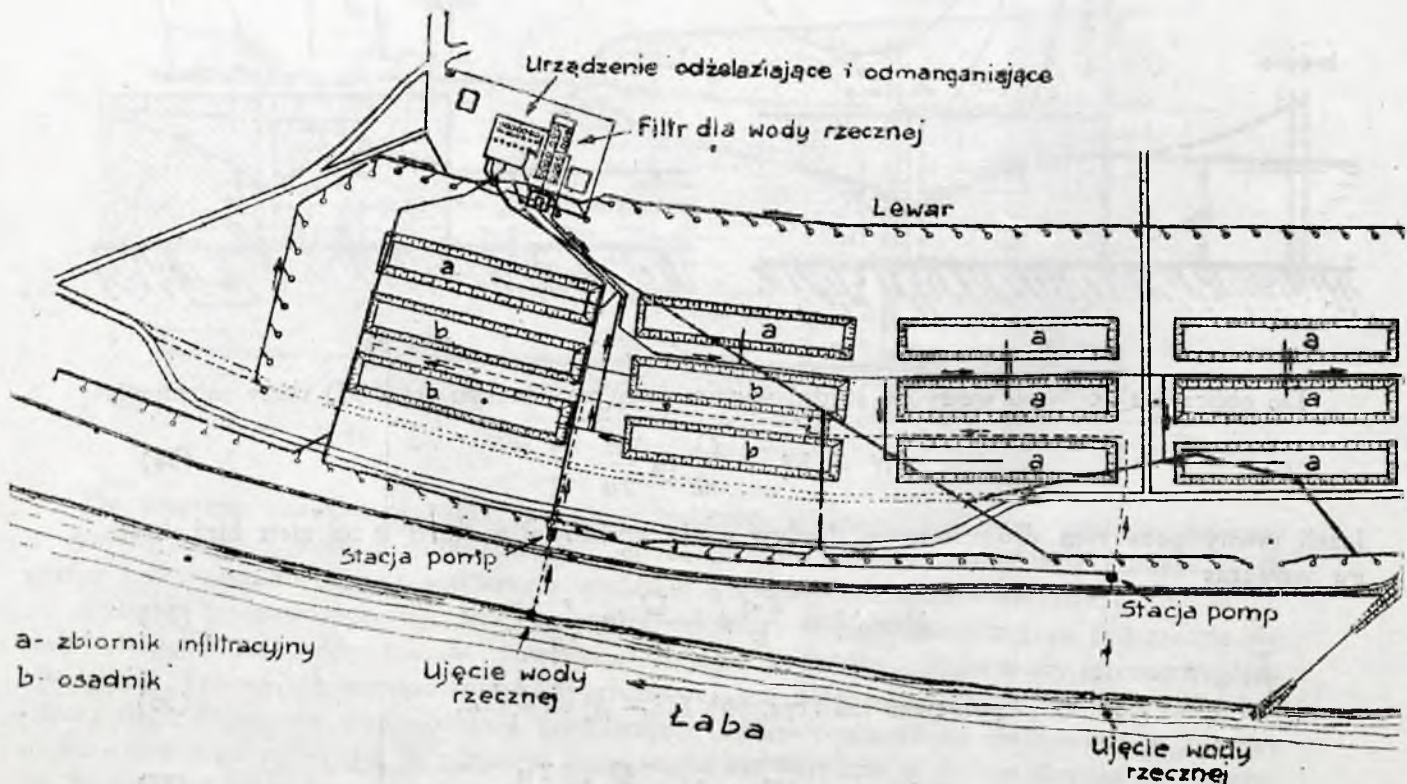 Urządzenie odżelaziające i odmanganiające
Filtr dla wody rzecznej
Lewar
a
a
a
a
b
b
a
a
b
b
a
a
Stacja pomp
Stacja pomp
a- zbiornik infiltracyjny
b- osadnik
Ujęcie wody
rzecznej
Łaba
Ujęcie wody
rzecznej